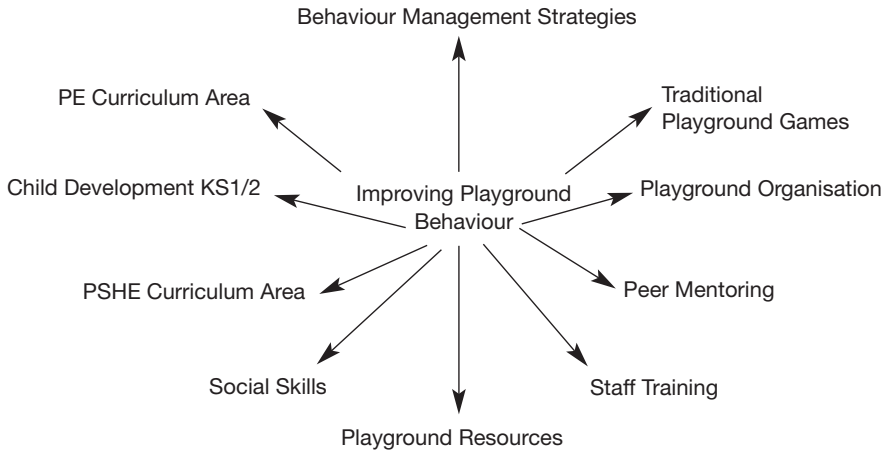 Behaviour Management Strategies
PE Curriculum Area
Traditional
Playground Games
Child Development KS1/2
Improving Playground
Behaviour
Playground Organisation
PSHE Curriculum Area
Peer Mentoring
Social Skills
Staff Training
Playground Resources